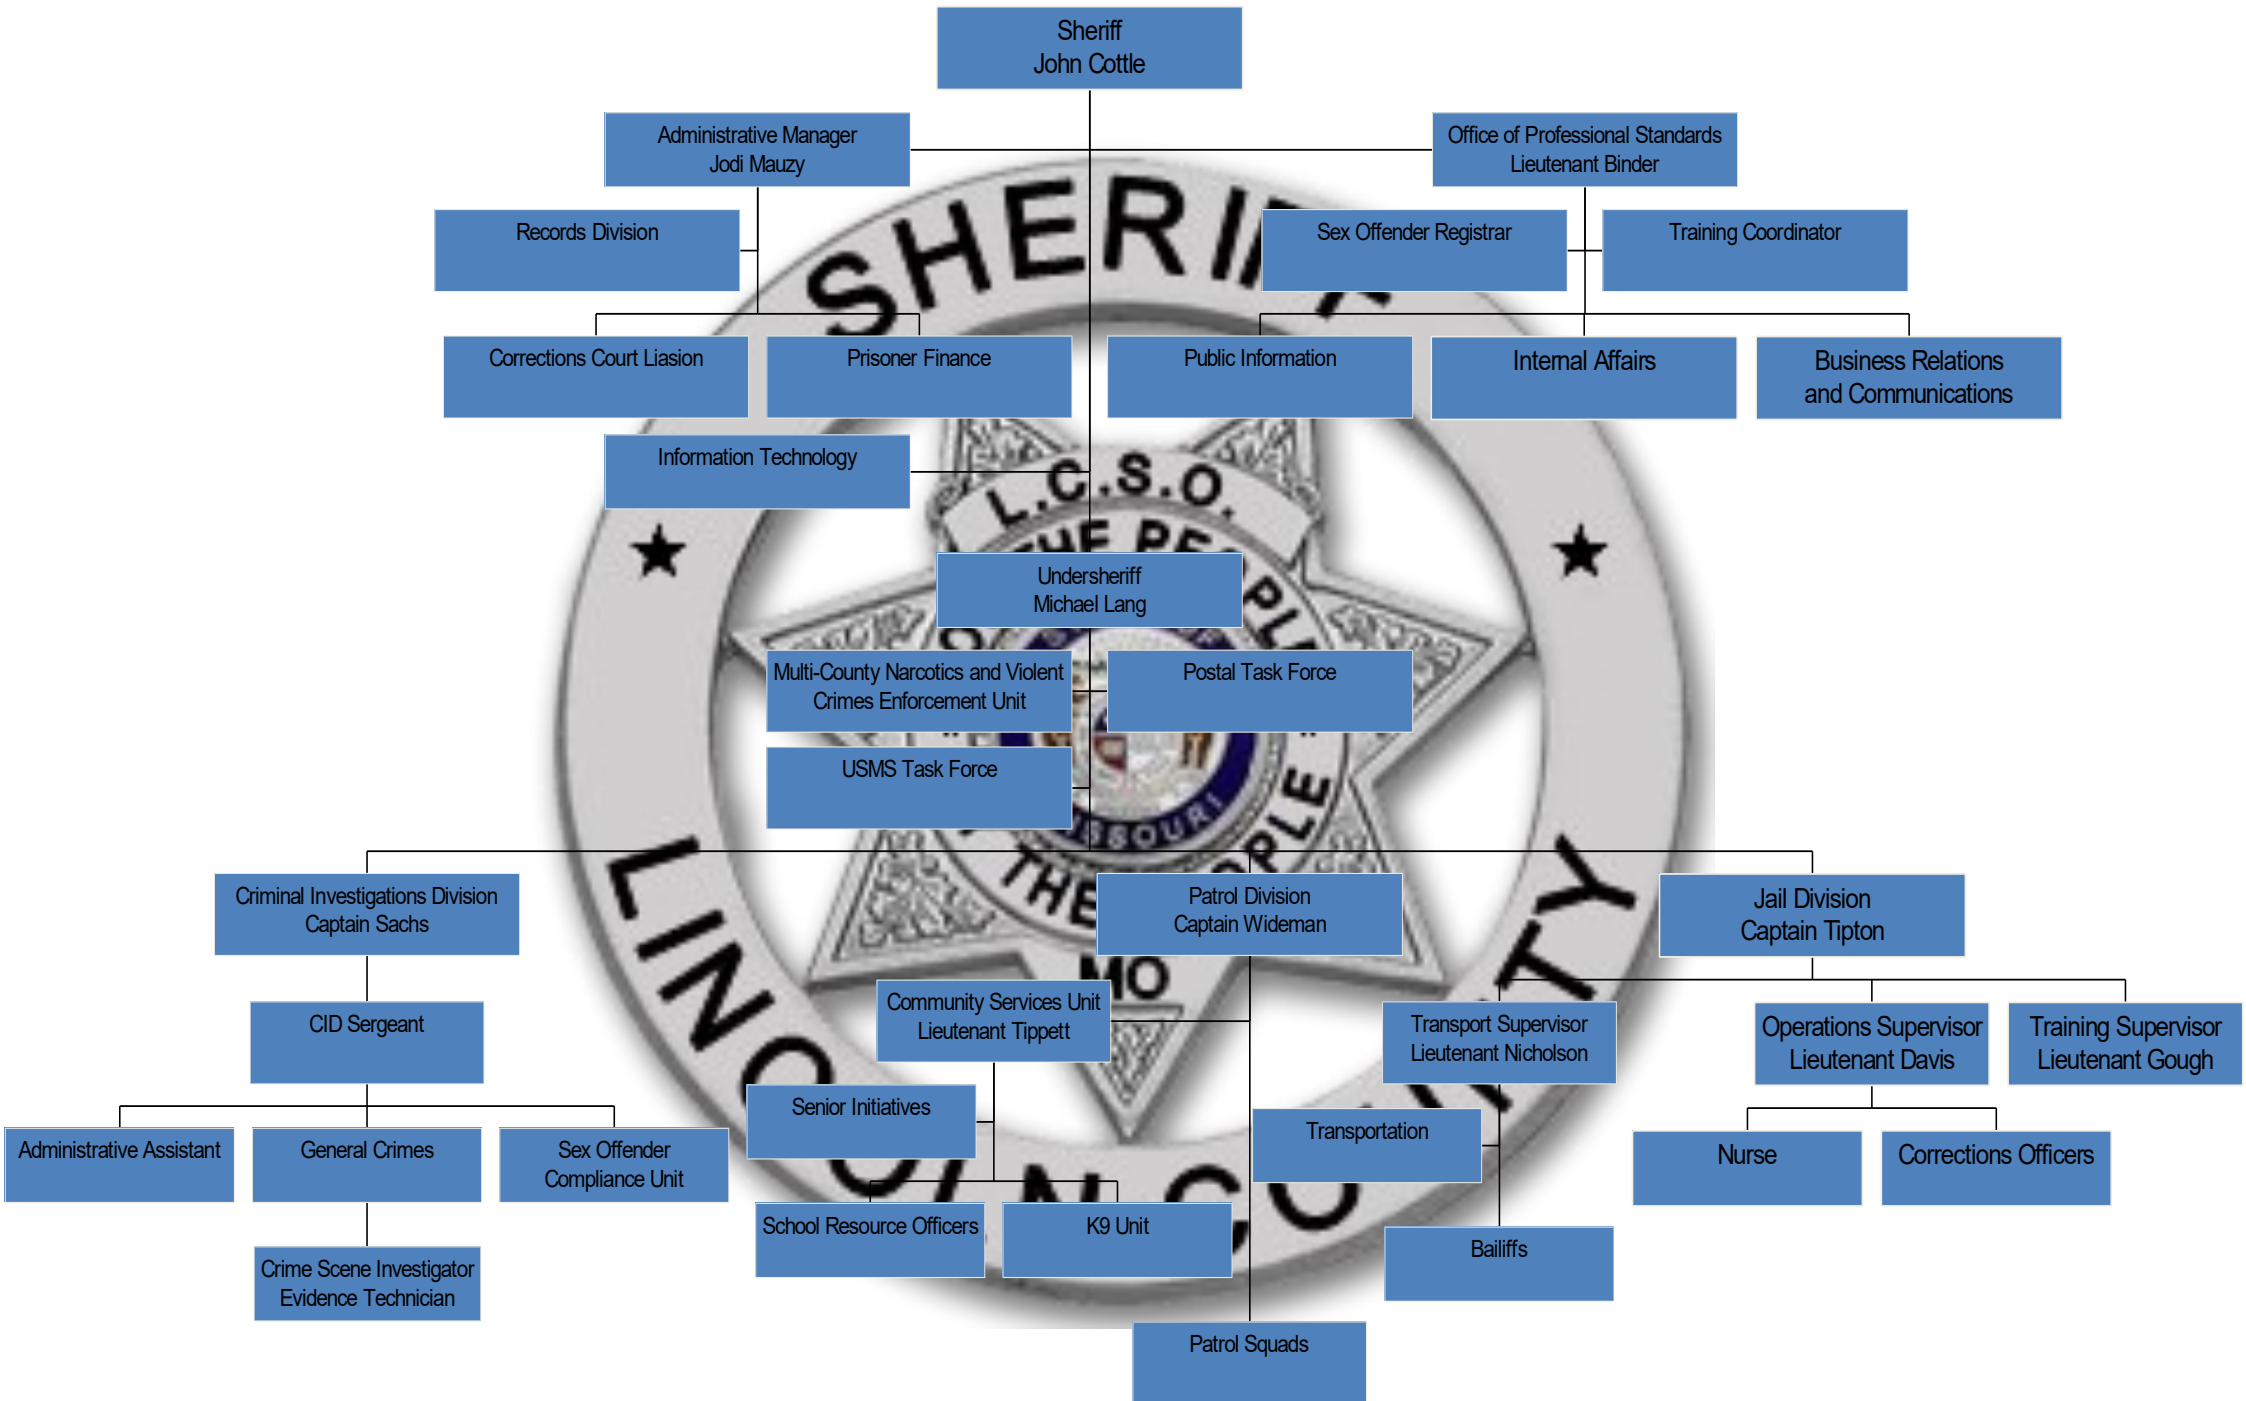 Sheriff
John Cottle
Administrative Manager
Jodi Mauzy
Office of Professional Standards
Lieutenant Binder
Records Division
Sex Offender Registrar
Training Coordinator
Corrections Court Liasion
Prisoner Finance
Public Information
Internal Affairs
Business Relations
and Communications
Information Technology
Undersheriff
Michael Lang
Multi-County Narcotics and Violent
Crimes Enforcement Unit
Postal Task Force
USMS Task Force
Criminal Investigations Division
Captain Sachs
Patrol Division
Captain Wideman
Jail Division
Captain Tipton
CID Sergeant
Community Services Unit
Lieutenant Tippett
Transport Supervisor
Lieutenant Nicholson
Operations Supervisor
Lieutenant Davis
Training Supervisor
Lieutenant Gough
Senior Initiatives
Transportation
Administrative Assistant
General Crimes
Sex Offender
Compliance Unit
Nurse
Corrections Officers
School Resource Officers
K9 Unit
Bailiffs
Crime Scene Investigator
Evidence Technician
Patrol Squads
SHERIFF
L.C.S.O.
THE PEOPLE
MO
LINCOLN COUNTY